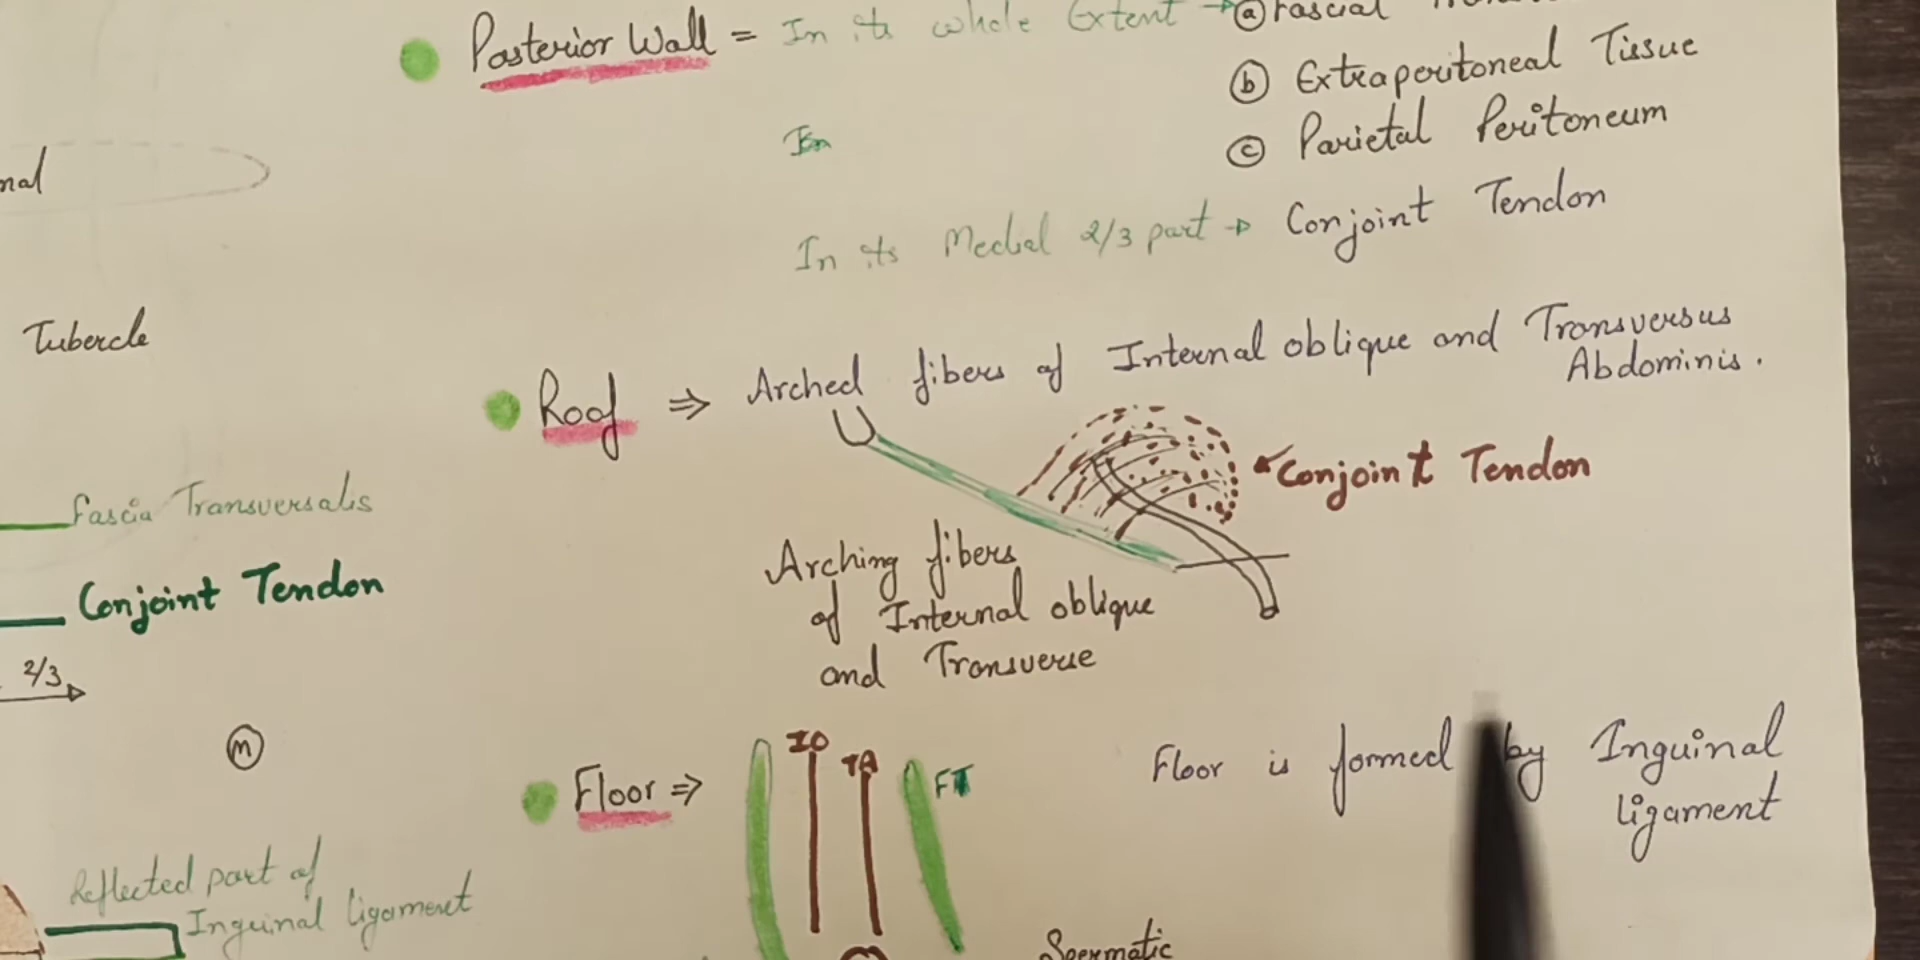 Posterior Wall = In its whole Extent → ⓐ Fascial
ⓑ Extraperitoneal Tissue
ⓒ Parietal Peritoneum
In
In its Medial 2/3 part → Conjoint Tendon
nal
Tubercle
Roof ⇒ Arched fibers of Internal oblique and Transversus
Abdominis.
Conjoint Tendon
Arching fibers
of Internal oblique
and Transverse
Fascia Transversalis
Conjoint Tendon
2/3
M
Floor ⇒
IO
TA
FT
Floor is formed by Inguinal
ligament
Reflected part of
Inguinal ligament
Spermatic